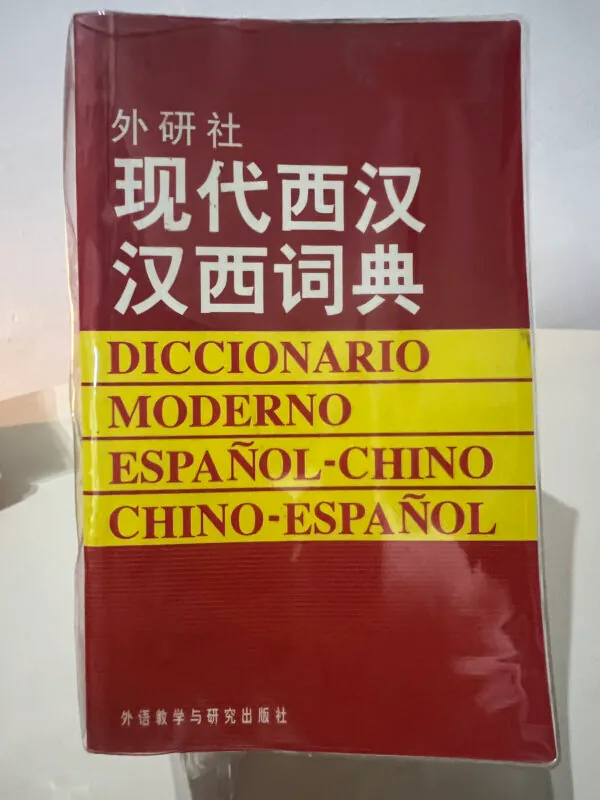 外研社
现代西汉
汉西词典
DICCIONARIO
MODERNO
ESPAÑOL-CHINO
CHINO-ESPAÑOL
外语教学与研究出版社